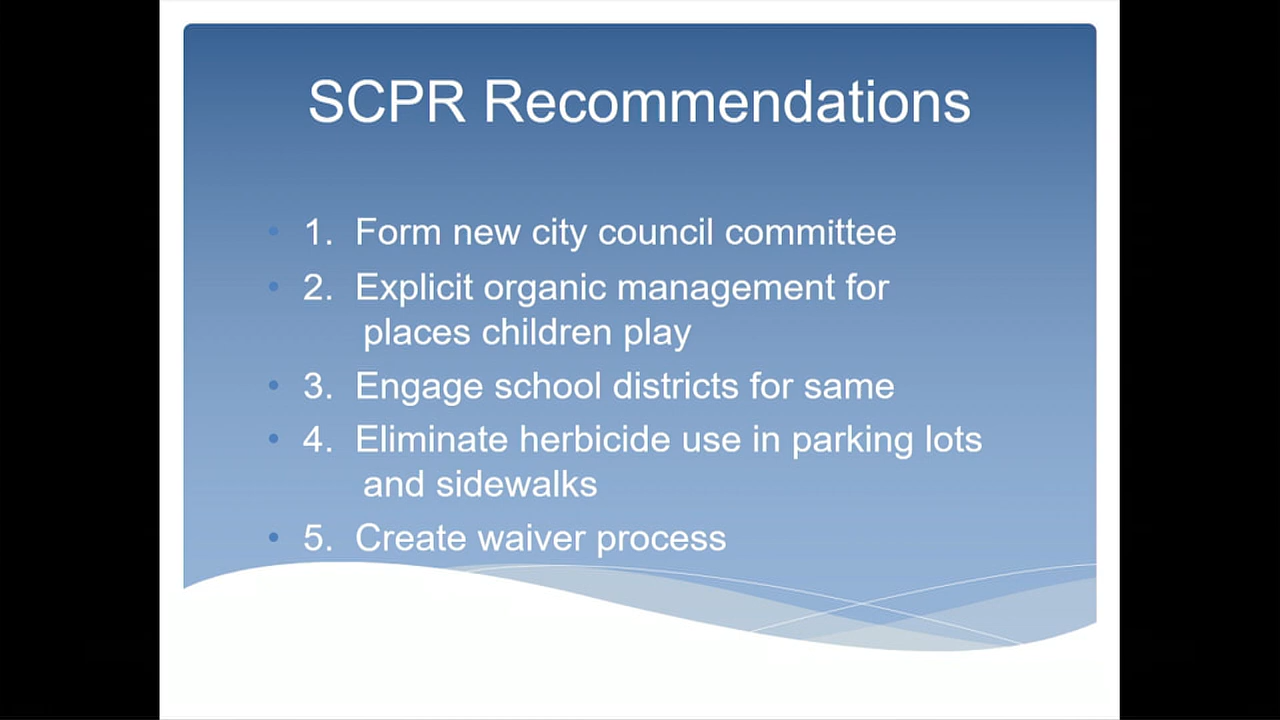 SCPR Recommendations
• 1. Form new city council committee
• 2. Explicit organic management for
places children play
• 3. Engage school districts for same
• 4. Eliminate herbicide use in parking lots
and sidewalks
• 5. Create waiver process